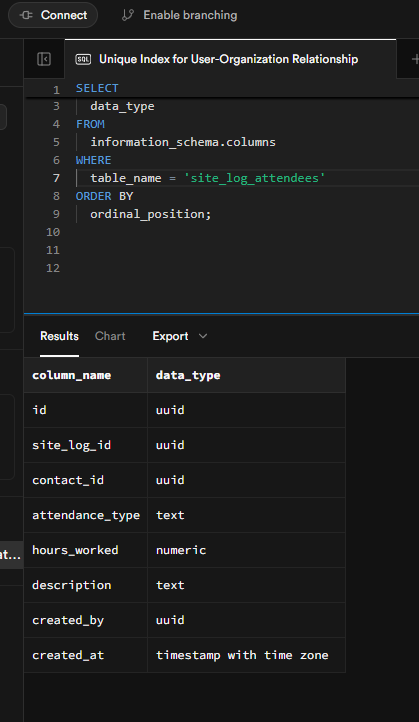 Connect
Enable branching
SQL Unique Index for User-Organization Relationship
1 SELECT
3 data_type
4 FROM
5 information_schema.columns
6 WHERE
7 table_name = 'site_log_attendees'
8 ORDER BY
9 ordinal_position;
10
11
12
Results Chart Export
column_name data_type
id uuid
site_log_id uuid
contact_id uuid
attendance_type text
hours_worked numeric
nt...
description text
created_by uuid
created_at timestamp with time zone